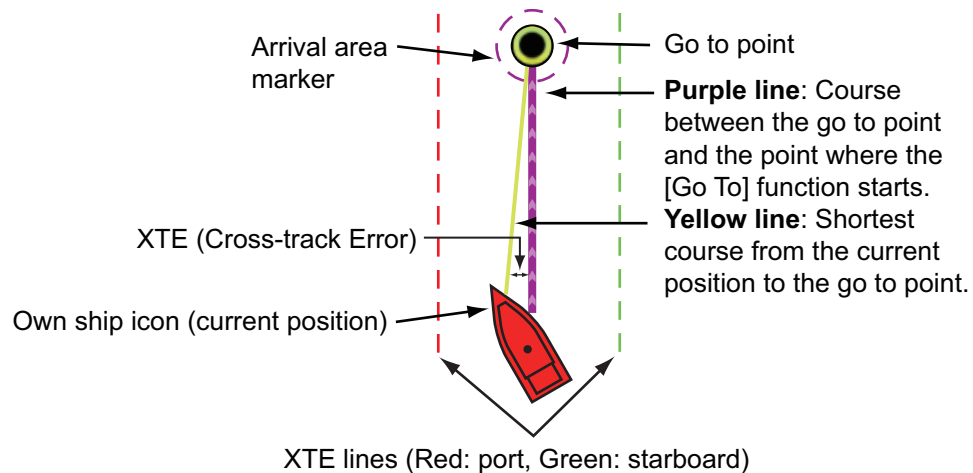 Arrival area
marker
Go to point
Purple line: Course
between the go to point
and the point where the
[Go To] function starts.
Yellow line: Shortest
course from the current
position to the go to point.
XTE (Cross-track Error)
Own ship icon (current position)
XTE lines (Red: port, Green: starboard)